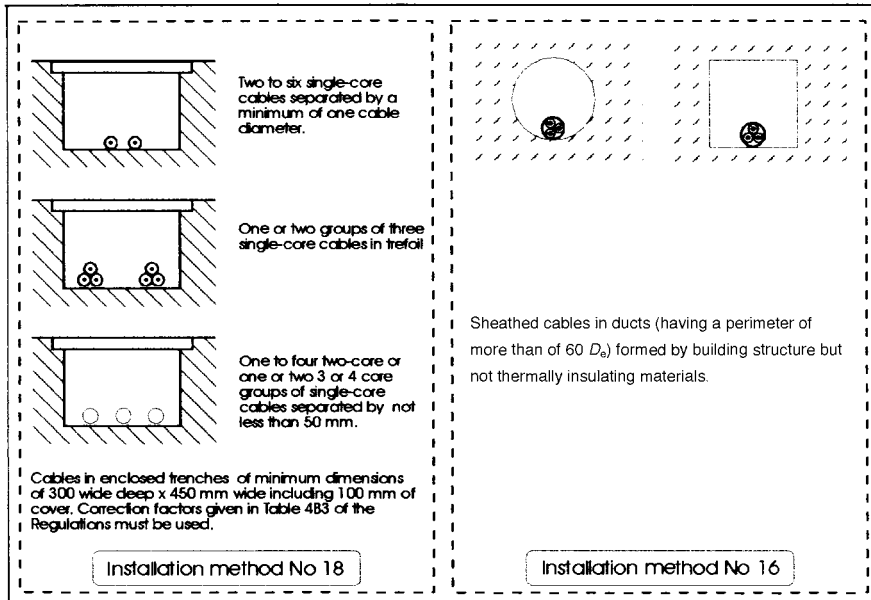 Two to six single-core
cables separated by a
minimum of one cable
diameter.
One or two groups of three
single-core cables in trefoil
One to four two-core or
one or two 3 or 4 core
groups of single-core
cables separated by not
less than 50 mm.
Cables in enclosed trenches of minimum dimensions
of 300 wide deep x 450 mm wide including 100 mm of
cover. Correction factors given in Table 4B3 of the
Regulations must be used.
Installation method No 18
Sheathed cables in ducts (having a perimeter of
more than of 60 Dₑ) formed by building structure but
not thermally insulating materials.
Installation method No 16